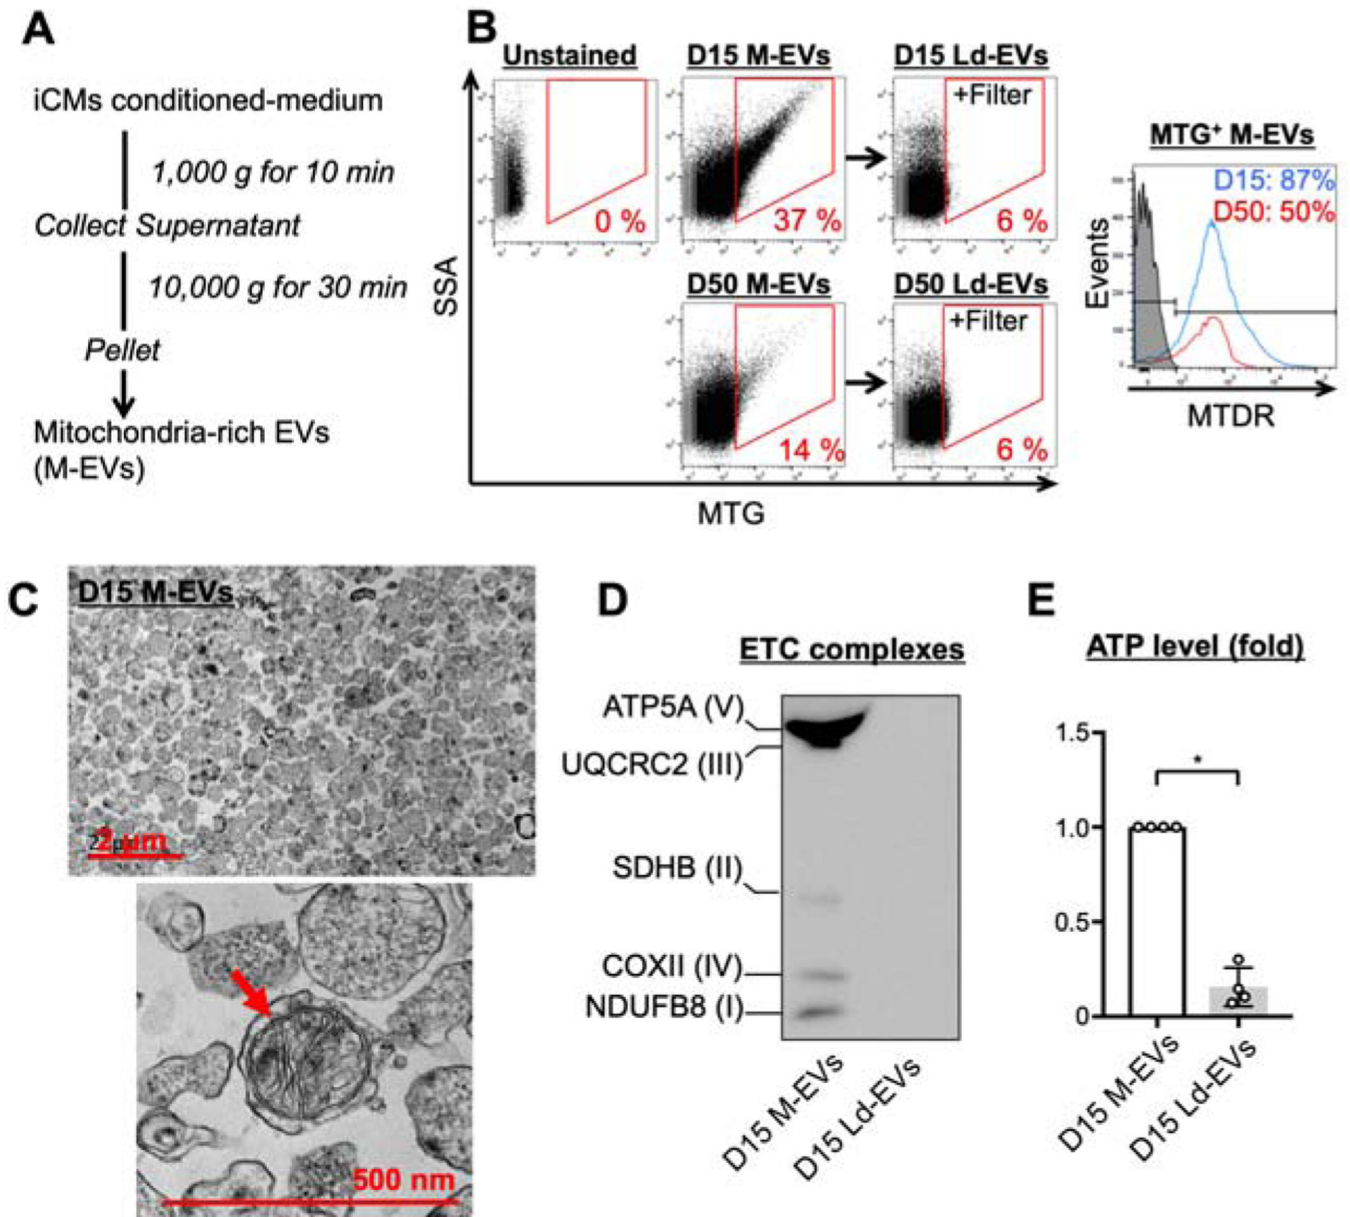 A
iCMs conditioned-medium
1,000 g for 10 min
Collect Supernatant
10,000 g for 30 min
Pellet
Mitochondria-rich EVs
(M-EVs)
B
Unstained
D15 M-EVs
D15 Ld-EVs
+Filter
0 %
37 %
6 %
D50 M-EVs
D50 Ld-EVs
+Filter
14 %
6 %
SSA
MTG
MTG⁺ M-EVs
D15: 87%
D50: 50%
Events
MTDR
C
D15 M-EVs
2 μm
500 nm
D
ETC complexes
ATP5A (V)
UQCRC2 (III)
SDHB (II)
COXII (IV)
NDUFB8 (I)
D15 M-EVs
D15 Ld-EVs
E
ATP level (fold)
1.5
*
1.0
0.5
0
D15 M-EVs
D15 Ld-EVs